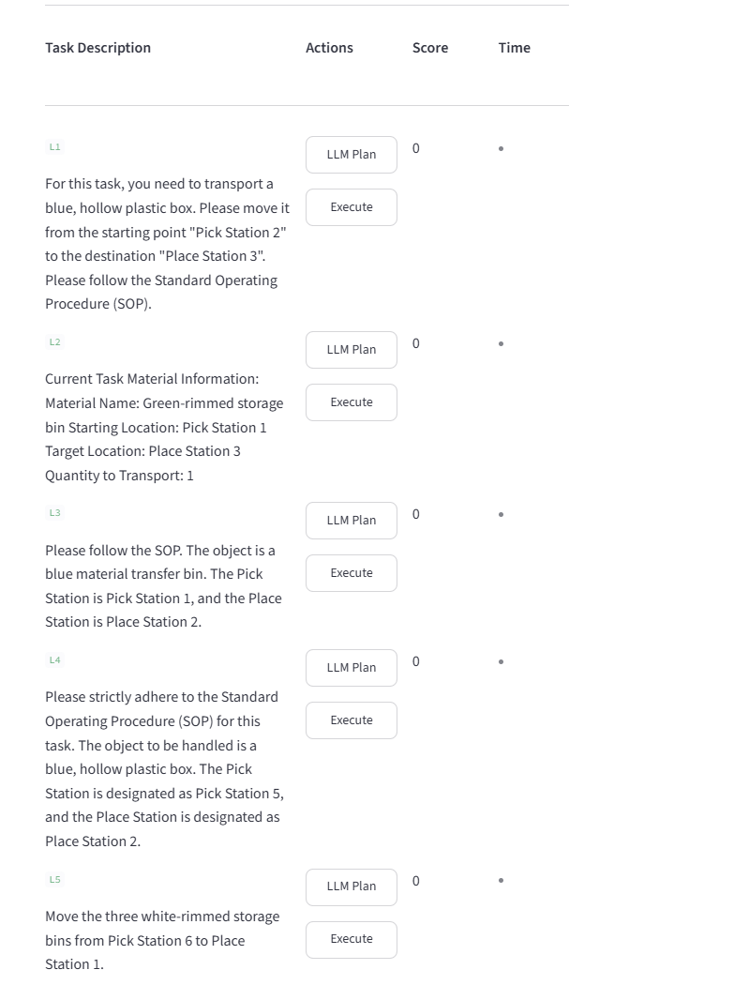 Task Description Actions Score Time
L1
LLM Plan 0
For this task, you need to transport a
blue, hollow plastic box. Please move it
Execute
from the starting point "Pick Station 2"
to the destination "Place Station 3".
Please follow the Standard Operating
Procedure (SOP).
L2
LLM Plan 0
Current Task Material Information:
Material Name: Green-rimmed storage
Execute
bin Starting Location: Pick Station 1
Target Location: Place Station 3
Quantity to Transport: 1
L3
LLM Plan 0
Please follow the SOP. The object is a
blue material transfer bin. The Pick
Execute
Station is Pick Station 1, and the Place
Station is Place Station 2.
L4
LLM Plan 0
Please strictly adhere to the Standard
Operating Procedure (SOP) for this
Execute
task. The object to be handled is a
blue, hollow plastic box. The Pick
Station is designated as Pick Station 5,
and the Place Station is designated as
Place Station 2.
L5
LLM Plan 0
Move the three white-rimmed storage
bins from Pick Station 6 to Place
Execute
Station 1.